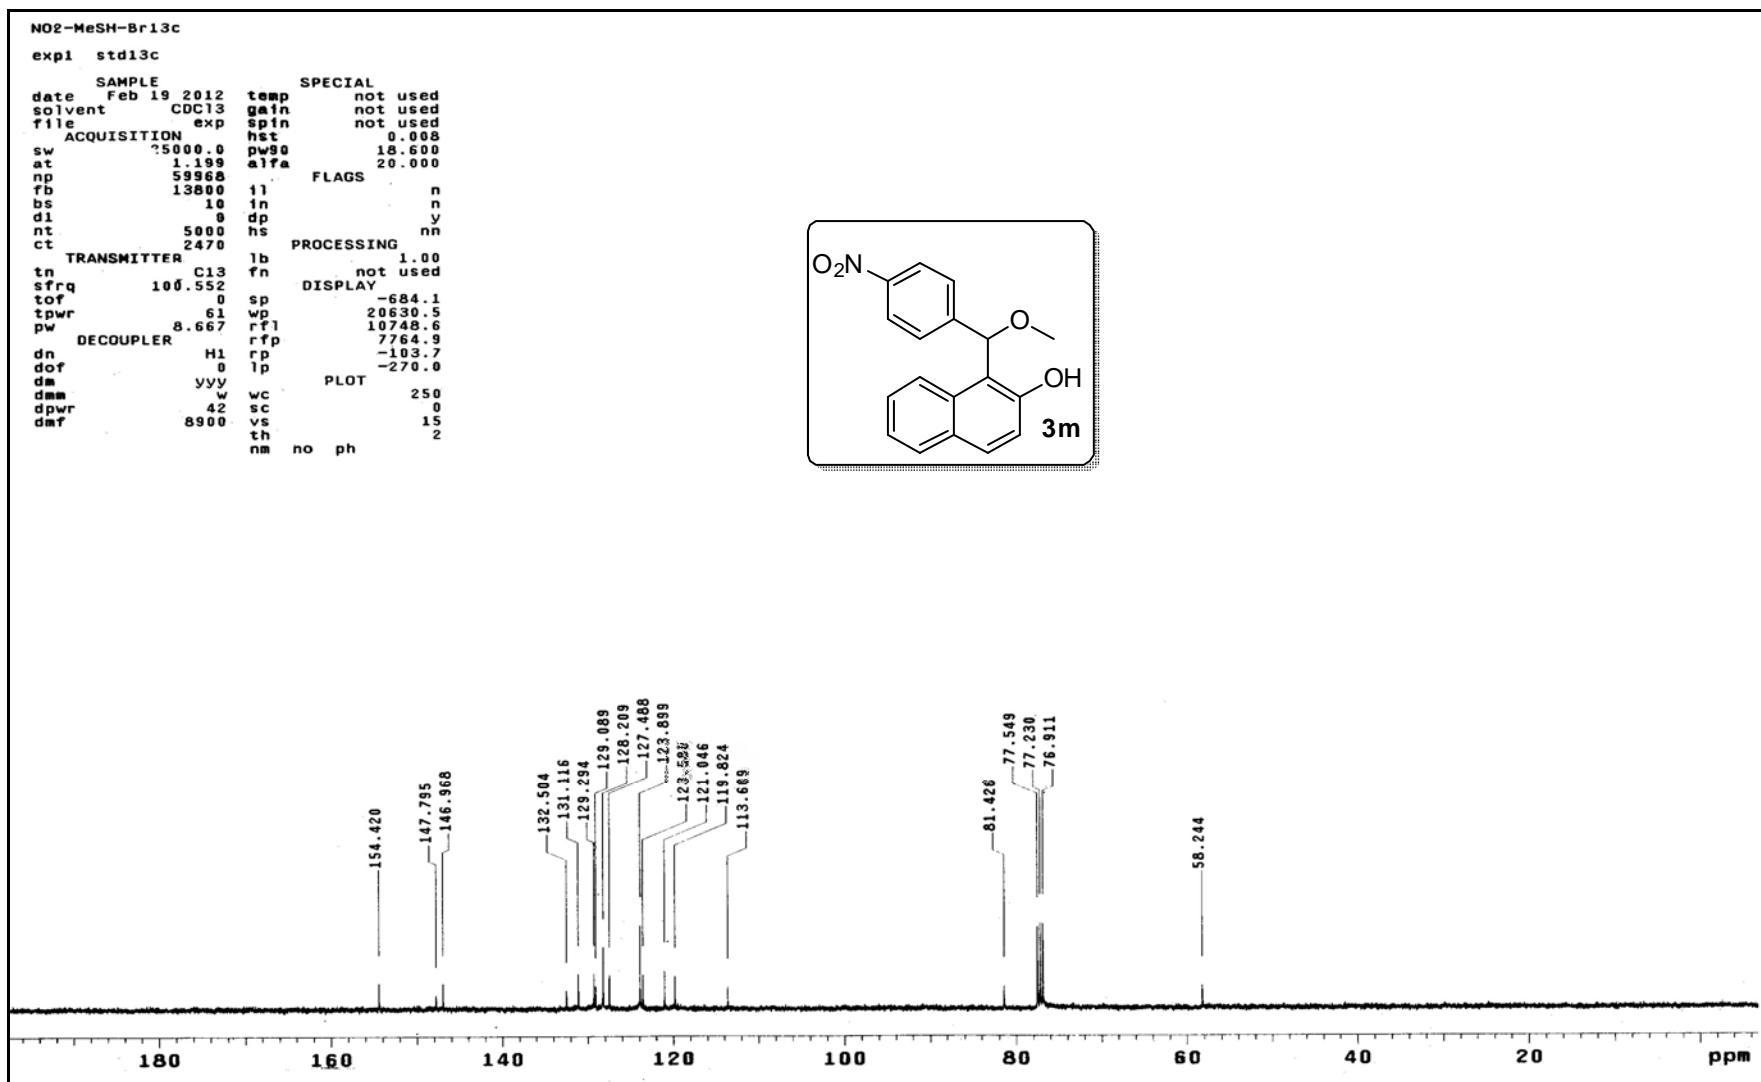 NO2-MeSH-Br13c
exp1 std13c
SAMPLE
date Feb 19 2012
solvent CDCl3
file exp
ACQUISITION
sw 25000.0
at 1.199
np 59968
fb 13800
bs 10
d1 0
nt 5000
ct 2470
TRANSMITTER
tn C13
sfrq 100.552
tof 0
tpwr 61
pw 8.667
DECOUPLER
dn H1
dof 0
dm yyy
dmm w
dpwr 42
dmf 8900
SPECIAL
temp not used
gain not used
spin not used
hst 0.008
pw90 18.600
alfa 20.000
FLAGS
il n
in n
dp y
hs nn
PROCESSING
lb 1.00
fn not used
DISPLAY
sp -684.1
wp 20630.5
rfl 10748.6
rfp 7764.9
rp -103.7
lp -270.0
PLOT
wc 250
sc 0
vs 15
th 2
nm no ph
O2N
O
OH
3m
154.420
147.795
146.968
132.504
131.116
129.294
129.089
128.209
127.488
123.899
121.046
119.824
113.669
81.426
77.549
77.230
76.911
58.244
180 160 140 120 100 80 60 40 20 ppm